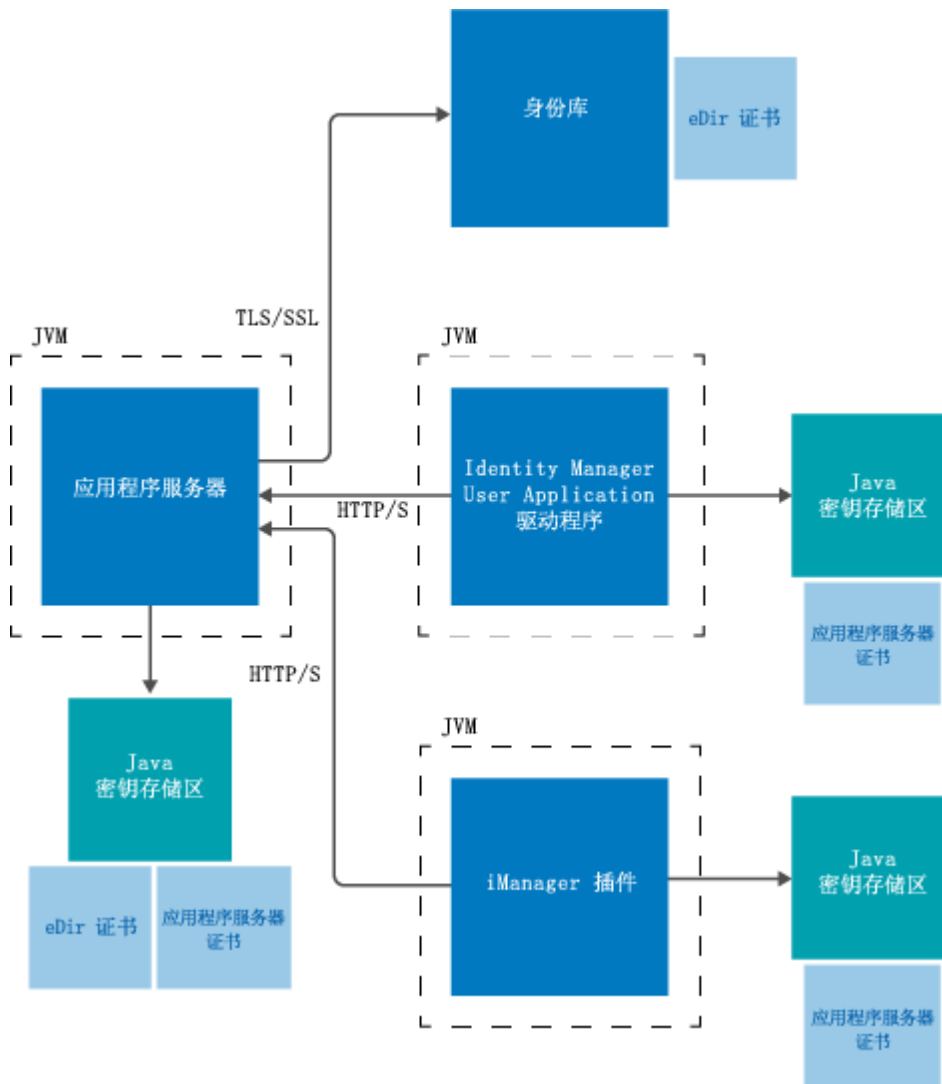 身份库
eDir 证书
TLS/SSL
JVM
应用程序服务器
JVM
Identity Manager
User Application
驱动程序
HTTP/S
Java
密钥存储区
应用程序服务器
证书
HTTP/S
Java
密钥存储区
eDir 证书
应用程序服务器
证书
JVM
iManager 插件
Java
密钥存储区
应用程序服务器
证书